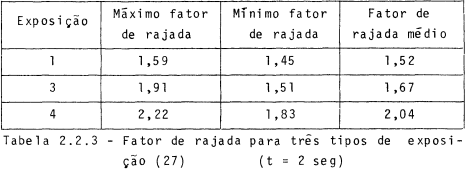 Exposição Máximo fator de rajada Mínimo fator de rajada Fator de rajada médio
1 1,59 1,45 1,52
3 1,91 1,51 1,67
4 2,22 1,83 2,04
Tabela 2.2.3 - Fator de rajada para três tipos de exposi-
ção (27) (t = 2 seg)